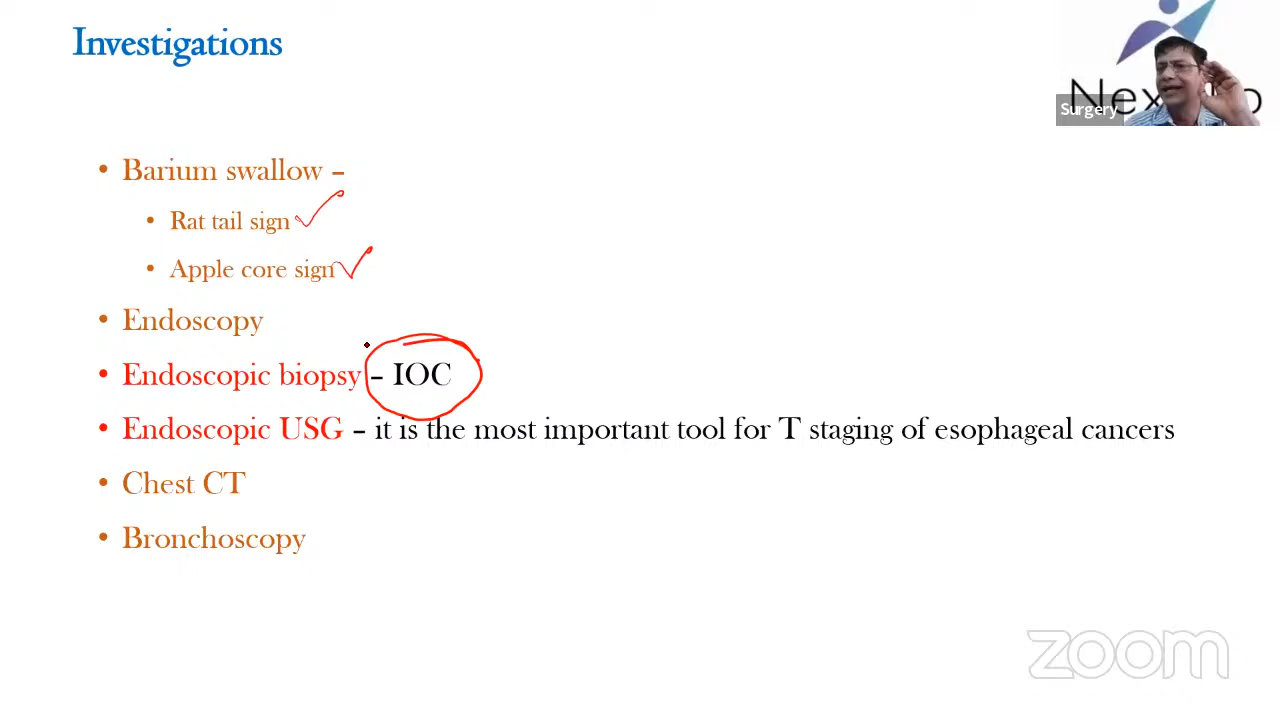 Investigations
Surgery
• Barium swallow –
• Rat tail sign
• Apple core sign
• Endoscopy
• Endoscopic biopsy – IOC
• Endoscopic USG – it is the most important tool for T staging of esophageal cancers
• Chest CT
• Bronchoscopy
zoom